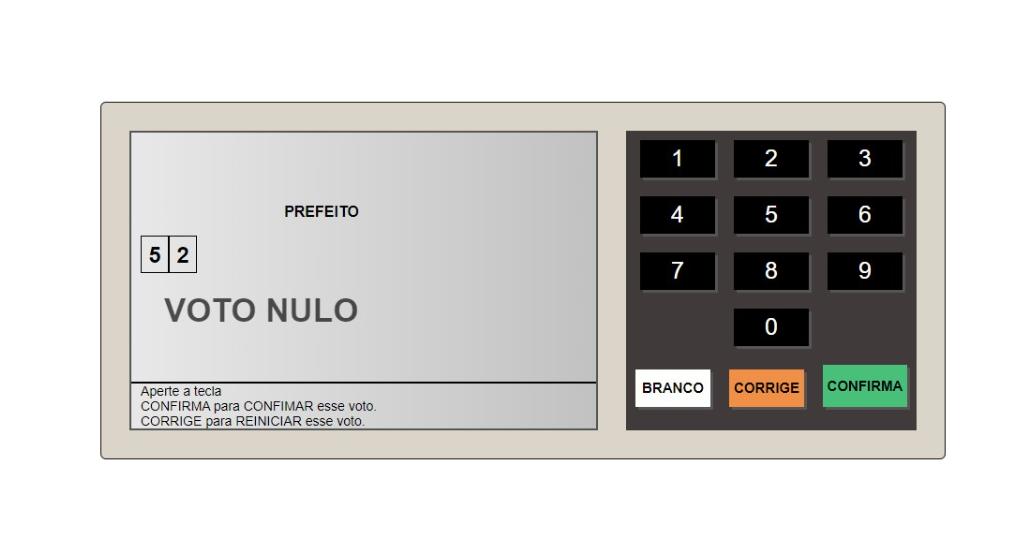 PREFEITO
5 2
VOTO NULO
Aperte a tecla
CONFIRMA para CONFIMAR esse voto.
CORRIGE para REINICIAR esse voto.
1 2 3
4 5 6
7 8 9
0
BRANCO CORRIGE CONFIRMA